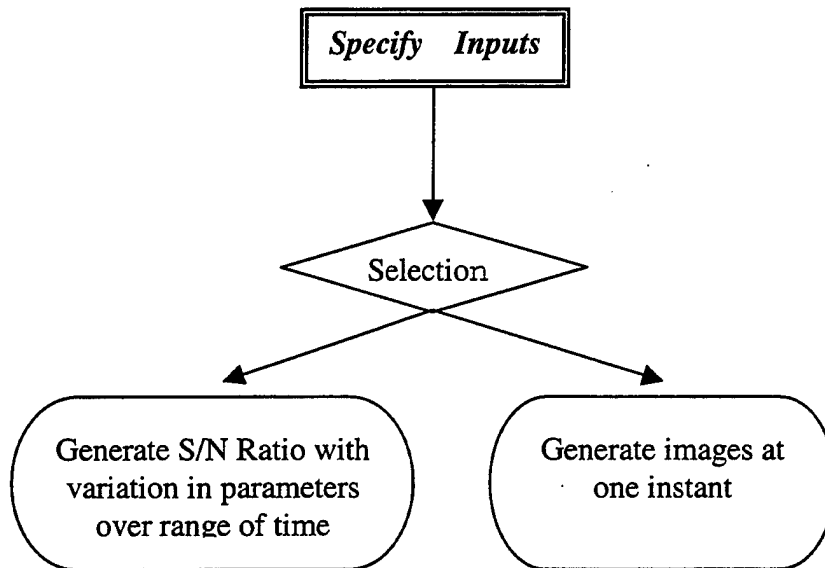 Specify Inputs
Selection
Generate S/N Ratio with
variation in parameters
over range of time
Generate images at
one instant